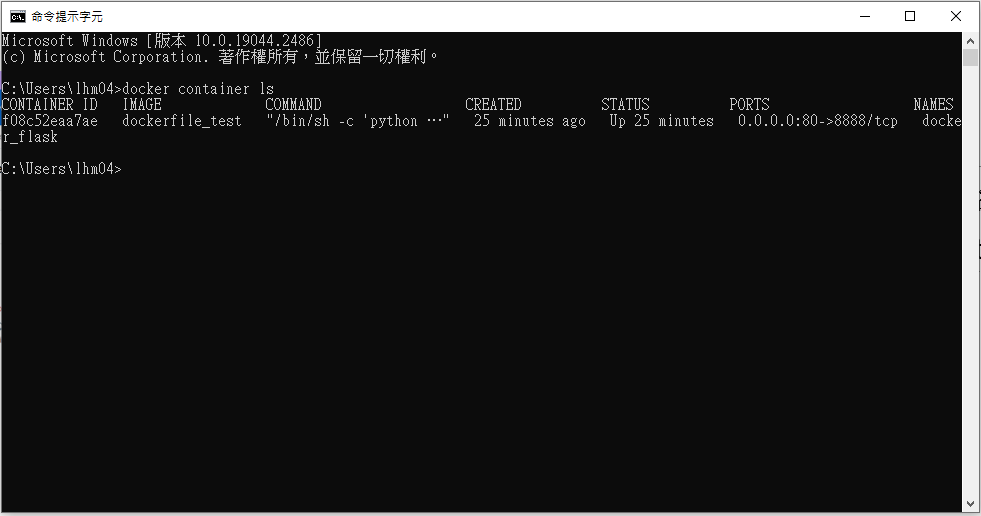 命令提示字元
Microsoft Windows [版本 10.0.19044.2486]
(c) Microsoft Corporation. 著作權所有，並保留一切權利。
C:\Users\lhm04>docker container ls
CONTAINER ID   IMAGE             COMMAND                  CREATED          STATUS          PORTS                  NAMES
f08c52eaa7ae   dockerfile_test   "/bin/sh -c 'python …"   25 minutes ago   Up 25 minutes   0.0.0.0:80->8888/tcp   docke
r_flask
C:\Users\lhm04>